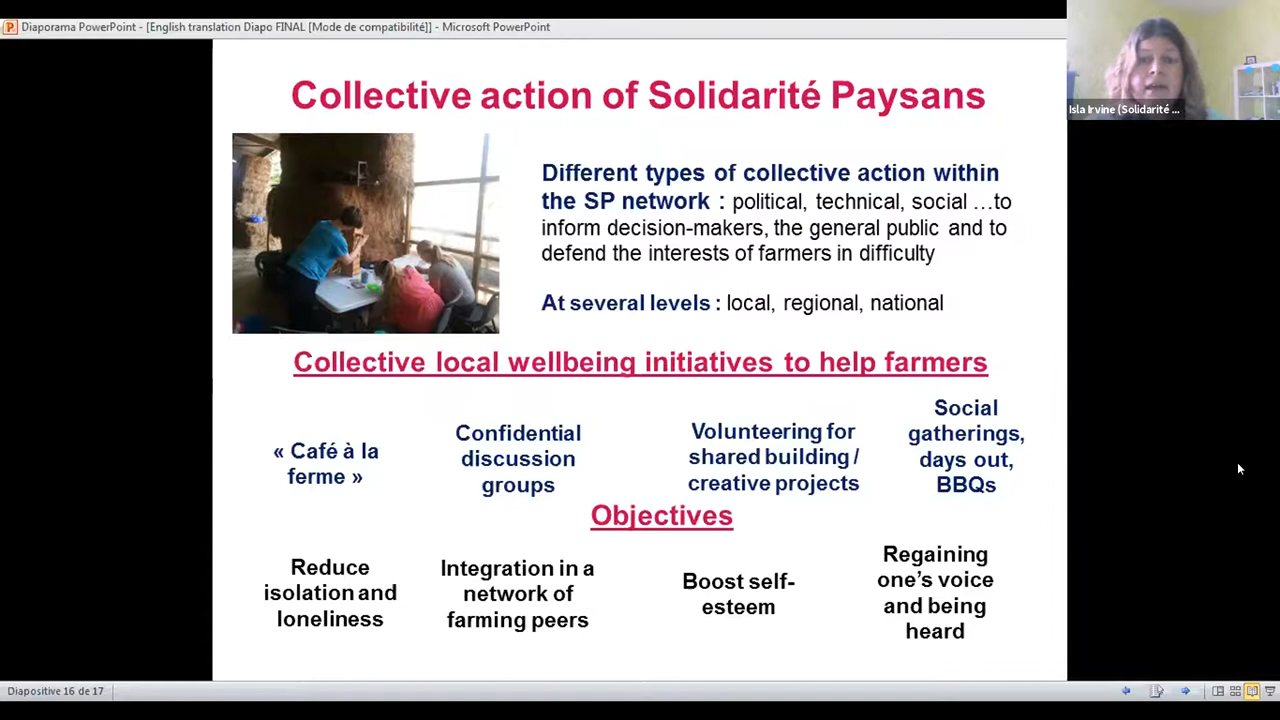 Diaporama PowerPoint - [English translation Diapo FINAL [Mode de compatibilité]] - Microsoft PowerPoint
Isla Irvine (Solidarité ...
Collective action of Solidarité Paysans
Different types of collective action within
the SP network : political, technical, social …to
inform decision-makers, the general public and to
defend the interests of farmers in difficulty
At several levels : local, regional, national
Collective local wellbeing initiatives to help farmers
« Café à la
ferme »
Confidential
discussion
groups
Volunteering for
shared building /
creative projects
Social
gatherings,
days out,
BBQs
Objectives
Reduce
isolation and
loneliness
Integration in a
network of
farming peers
Boost self-
esteem
Regaining
one’s voice
and being
heard
Diapositive 16 de 17